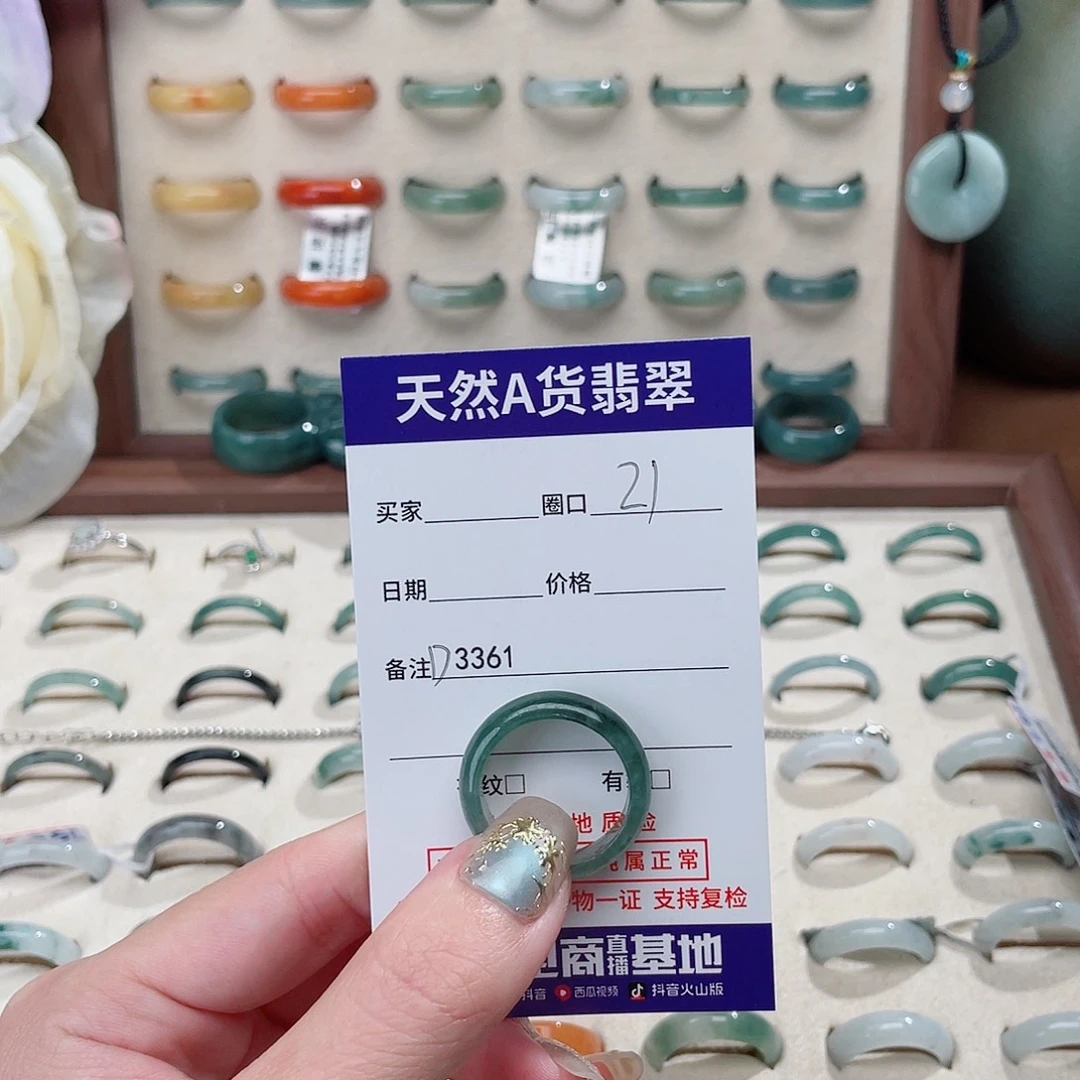 天然A货翡翠
买家 圈口 21
日期 价格
备注 D3361
纹□ 有 □
地 质 检
属正常
物一证 支持复检
商直播基地
抖音 西瓜视频 抖音火山版